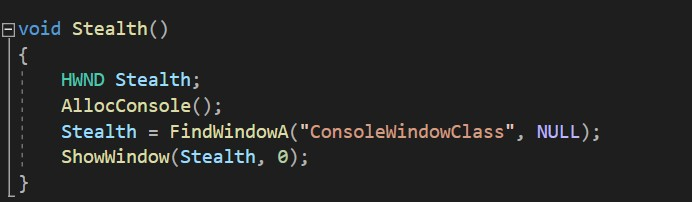 void Stealth()
{
    HWND Stealth;
    AllocConsole();
    Stealth = FindWindowA("ConsoleWindowClass", NULL);
    ShowWindow(Stealth, 0);
}